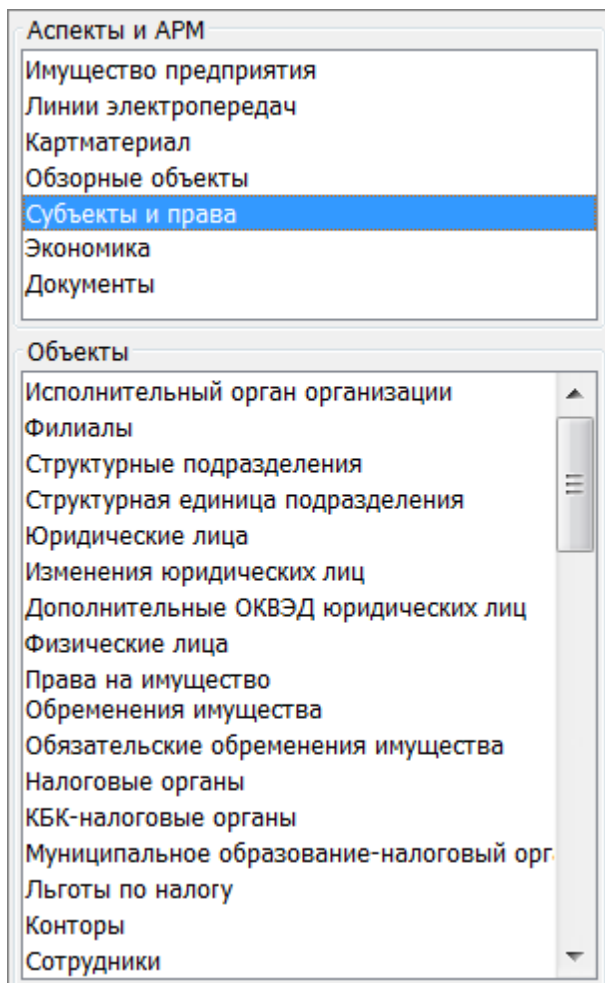 Аспекты и АРМ
Имущество предприятия
Линии электропередач
Картматериал
Обзорные объекты
Субъекты и права
Экономика
Документы
Объекты
Исполнительный орган организации
Филиалы
Структурные подразделения
Структурная единица подразделения
Юридические лица
Изменения юридических лиц
Дополнительные ОКВЭД юридических лиц
Физические лица
Права на имущество
Обременения имущества
Обязательские обременения имущества
Налоговые органы
КБК-налоговые органы
Муниципальное образование-налоговый орг
Льготы по налогу
Конторы
Сотрудники